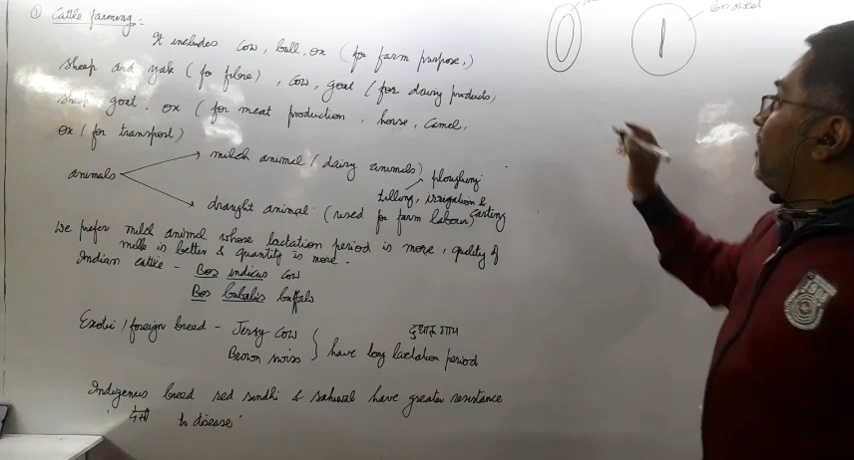 ① Cattle farming:
It includes Cow, bull, ox (for farm purpose,)
sheep and yak (for fibre), cow, goat (for dairy products,
sheep goat, ox (for meat production, horse, camel,
ox (for transport)
animals
milch animal (dairy animals)
ploughing
tilling, irrigation &
carting
draught animal (used for farm labour)
We prefer milch animal whose lactation period is more, quality of
milk is better & quantity is more.
Indian cattle - Bos indicus cow
Bos bubalis buffalo
Exotic/foreign breed - Jersy cow
दुधारू गाय
Brown swiss } have long lactation period
Indigenus breed red sindhi & sahiwal have greater resistance
देसी to disease